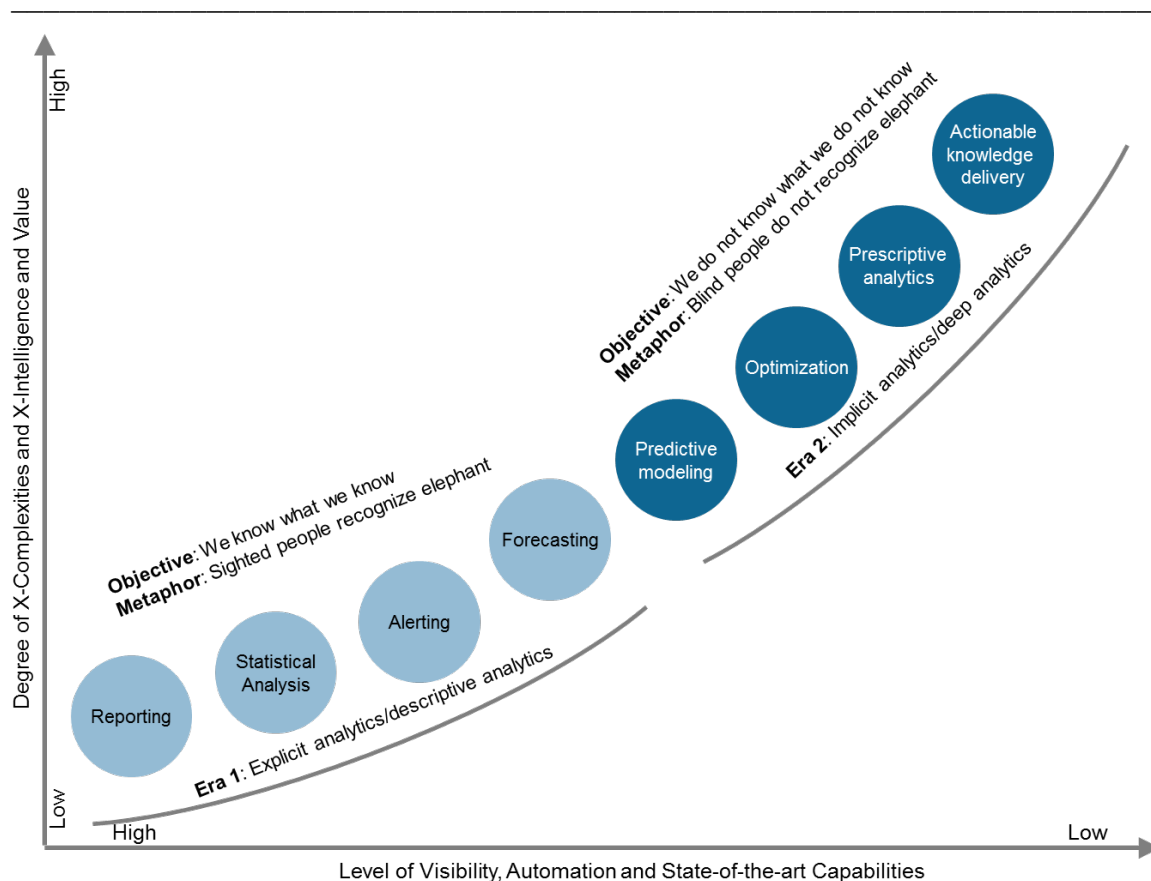 High
Degree of X-Complexities and X-Intelligence and Value
Low
Objective: We do not know what we do not know
Metaphor: Blind people do not recognize elephant
Actionable
knowledge
delivery
Prescriptive
analytics
Optimization
Predictive
modeling
Era 2: Implicit analytics/deep analytics
Objective: We know what we know
Metaphor: Sighted people recognize elephant
Forecasting
Alerting
Statistical
Analysis
Reporting
Era 1: Explicit analytics/descriptive analytics
High
Low
Level of Visibility, Automation and State-of-the-art Capabilities